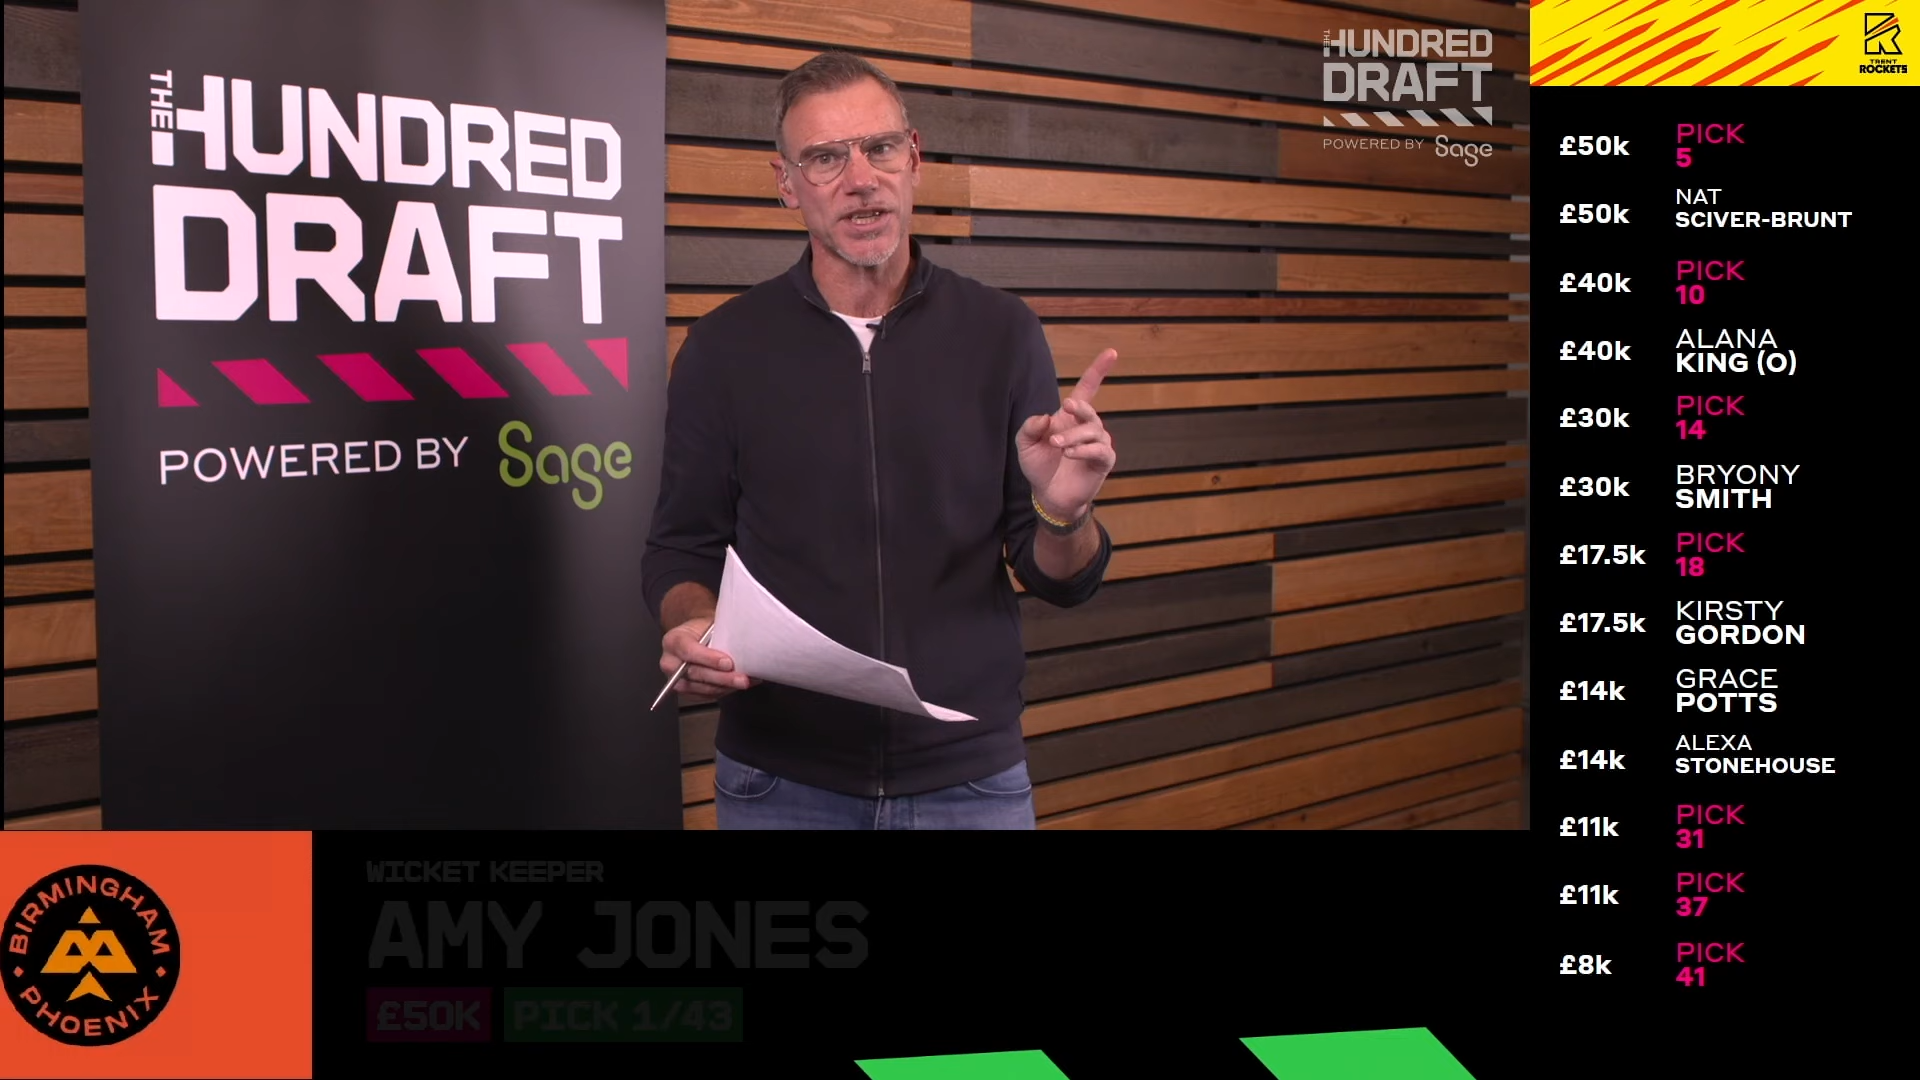 THE
HUNDRED
DRAFT
POWERED BY Sage
THE
HUNDRED
DRAFT
POWERED BY Sage
TRENT
ROCKETS
£50k PICK
5
£50k NAT
SCIVER-BRUNT
£40k PICK
10
£40k ALANA
KING (O)
£30k PICK
14
£30k BRYONY
SMITH
£17.5k PICK
18
£17.5k KIRSTY
GORDON
£14k GRACE
POTTS
£14k ALEXA
STONEHOUSE
£11k PICK
31
£11k PICK
37
£8k PICK
41
BIRMINGHAM
PHOENIX
WICKET KEEPER
AMY JONES
£50K PICK 1/43